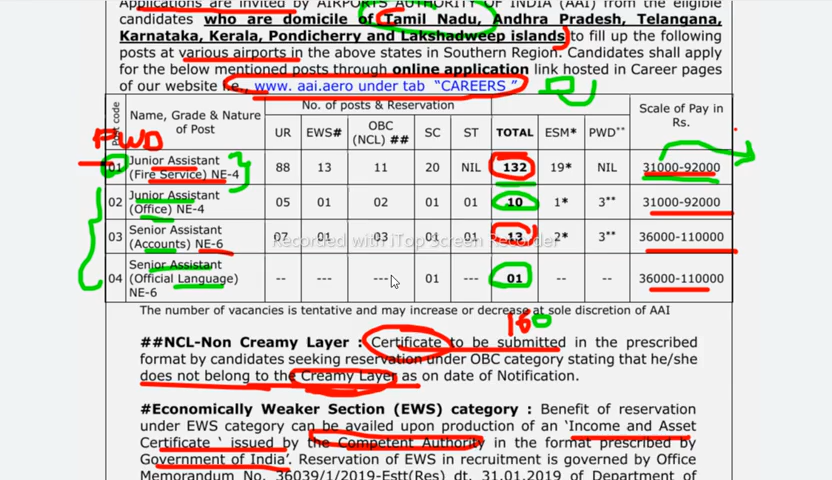 Applications are invited by AIRPORTS AUTHORITY OF INDIA (AAI) from the eligible
candidates who are domicile of Tamil Nadu, Andhra Pradesh, Telangana,
Karnataka, Kerala, Pondicherry and Lakshadweep islands to fill up the following
posts at various airports in the above states in Southern Region. Candidates shall apply
for the below mentioned posts through online application link hosted in Career pages
of our website i.e., www. aai.aero under tab “CAREERS ”
Post code Name, Grade & Nature of Post No. of posts & Reservation Scale of Pay in Rs.
UR EWS# OBC (NCL) ## SC ST TOTAL ESM* PWD**
PWD
01 Junior Assistant (Fire Service) NE-4 88 13 11 20 NIL 132 19* NIL 31000-92000
02 Junior Assistant (Office) NE-4 05 01 02 01 01 10 1* 3** 31000-92000
03 Senior Assistant (Accounts) NE-6 07 01 03 01 01 13 2* 3** 36000-110000
Recorded with iTop Screen Recorder
04 Senior Assistant (Official Language) NE-6 -- --- --- 01 --- 01 -- -- 36000-110000
The number of vacancies is tentative and may increase or decrease at sole discretion of AAI
160
##NCL-Non Creamy Layer : Certificate to be submitted in the prescribed
format by candidates seeking reservation under OBC category stating that he/she
does not belong to the Creamy Layer as on date of Notification.
#Economically Weaker Section (EWS) category : Benefit of reservation
under EWS category can be availed upon production of an ‘Income and Asset
Certificate ‘ issued by the Competent Authority in the format prescribed by
Government of India’. Reservation of EWS in recruitment is governed by Office
Memorandum No. 36039/1/2019-Estt(Res) dt. 31.01.2019 of Department of